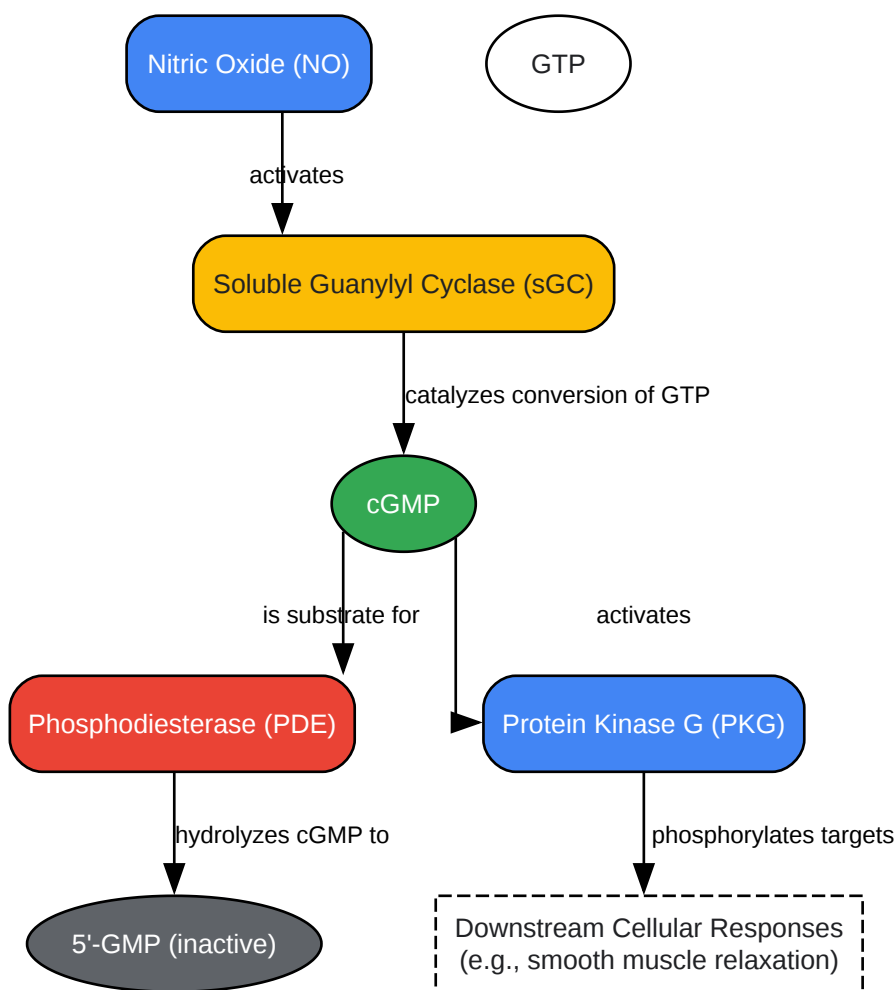 Nitric Oxide (NO)
GTP
activates
Soluble Guanylyl Cyclase (sGC)
catalyzes conversion of GTP
cGMP
is substrate for
activates
Phosphodiesterase (PDE)
Protein Kinase G (PKG)
hydrolyzes cGMP to
phosphorylates targets
5'-GMP (inactive)
Downstream Cellular Responses
(e.g., smooth muscle relaxation)